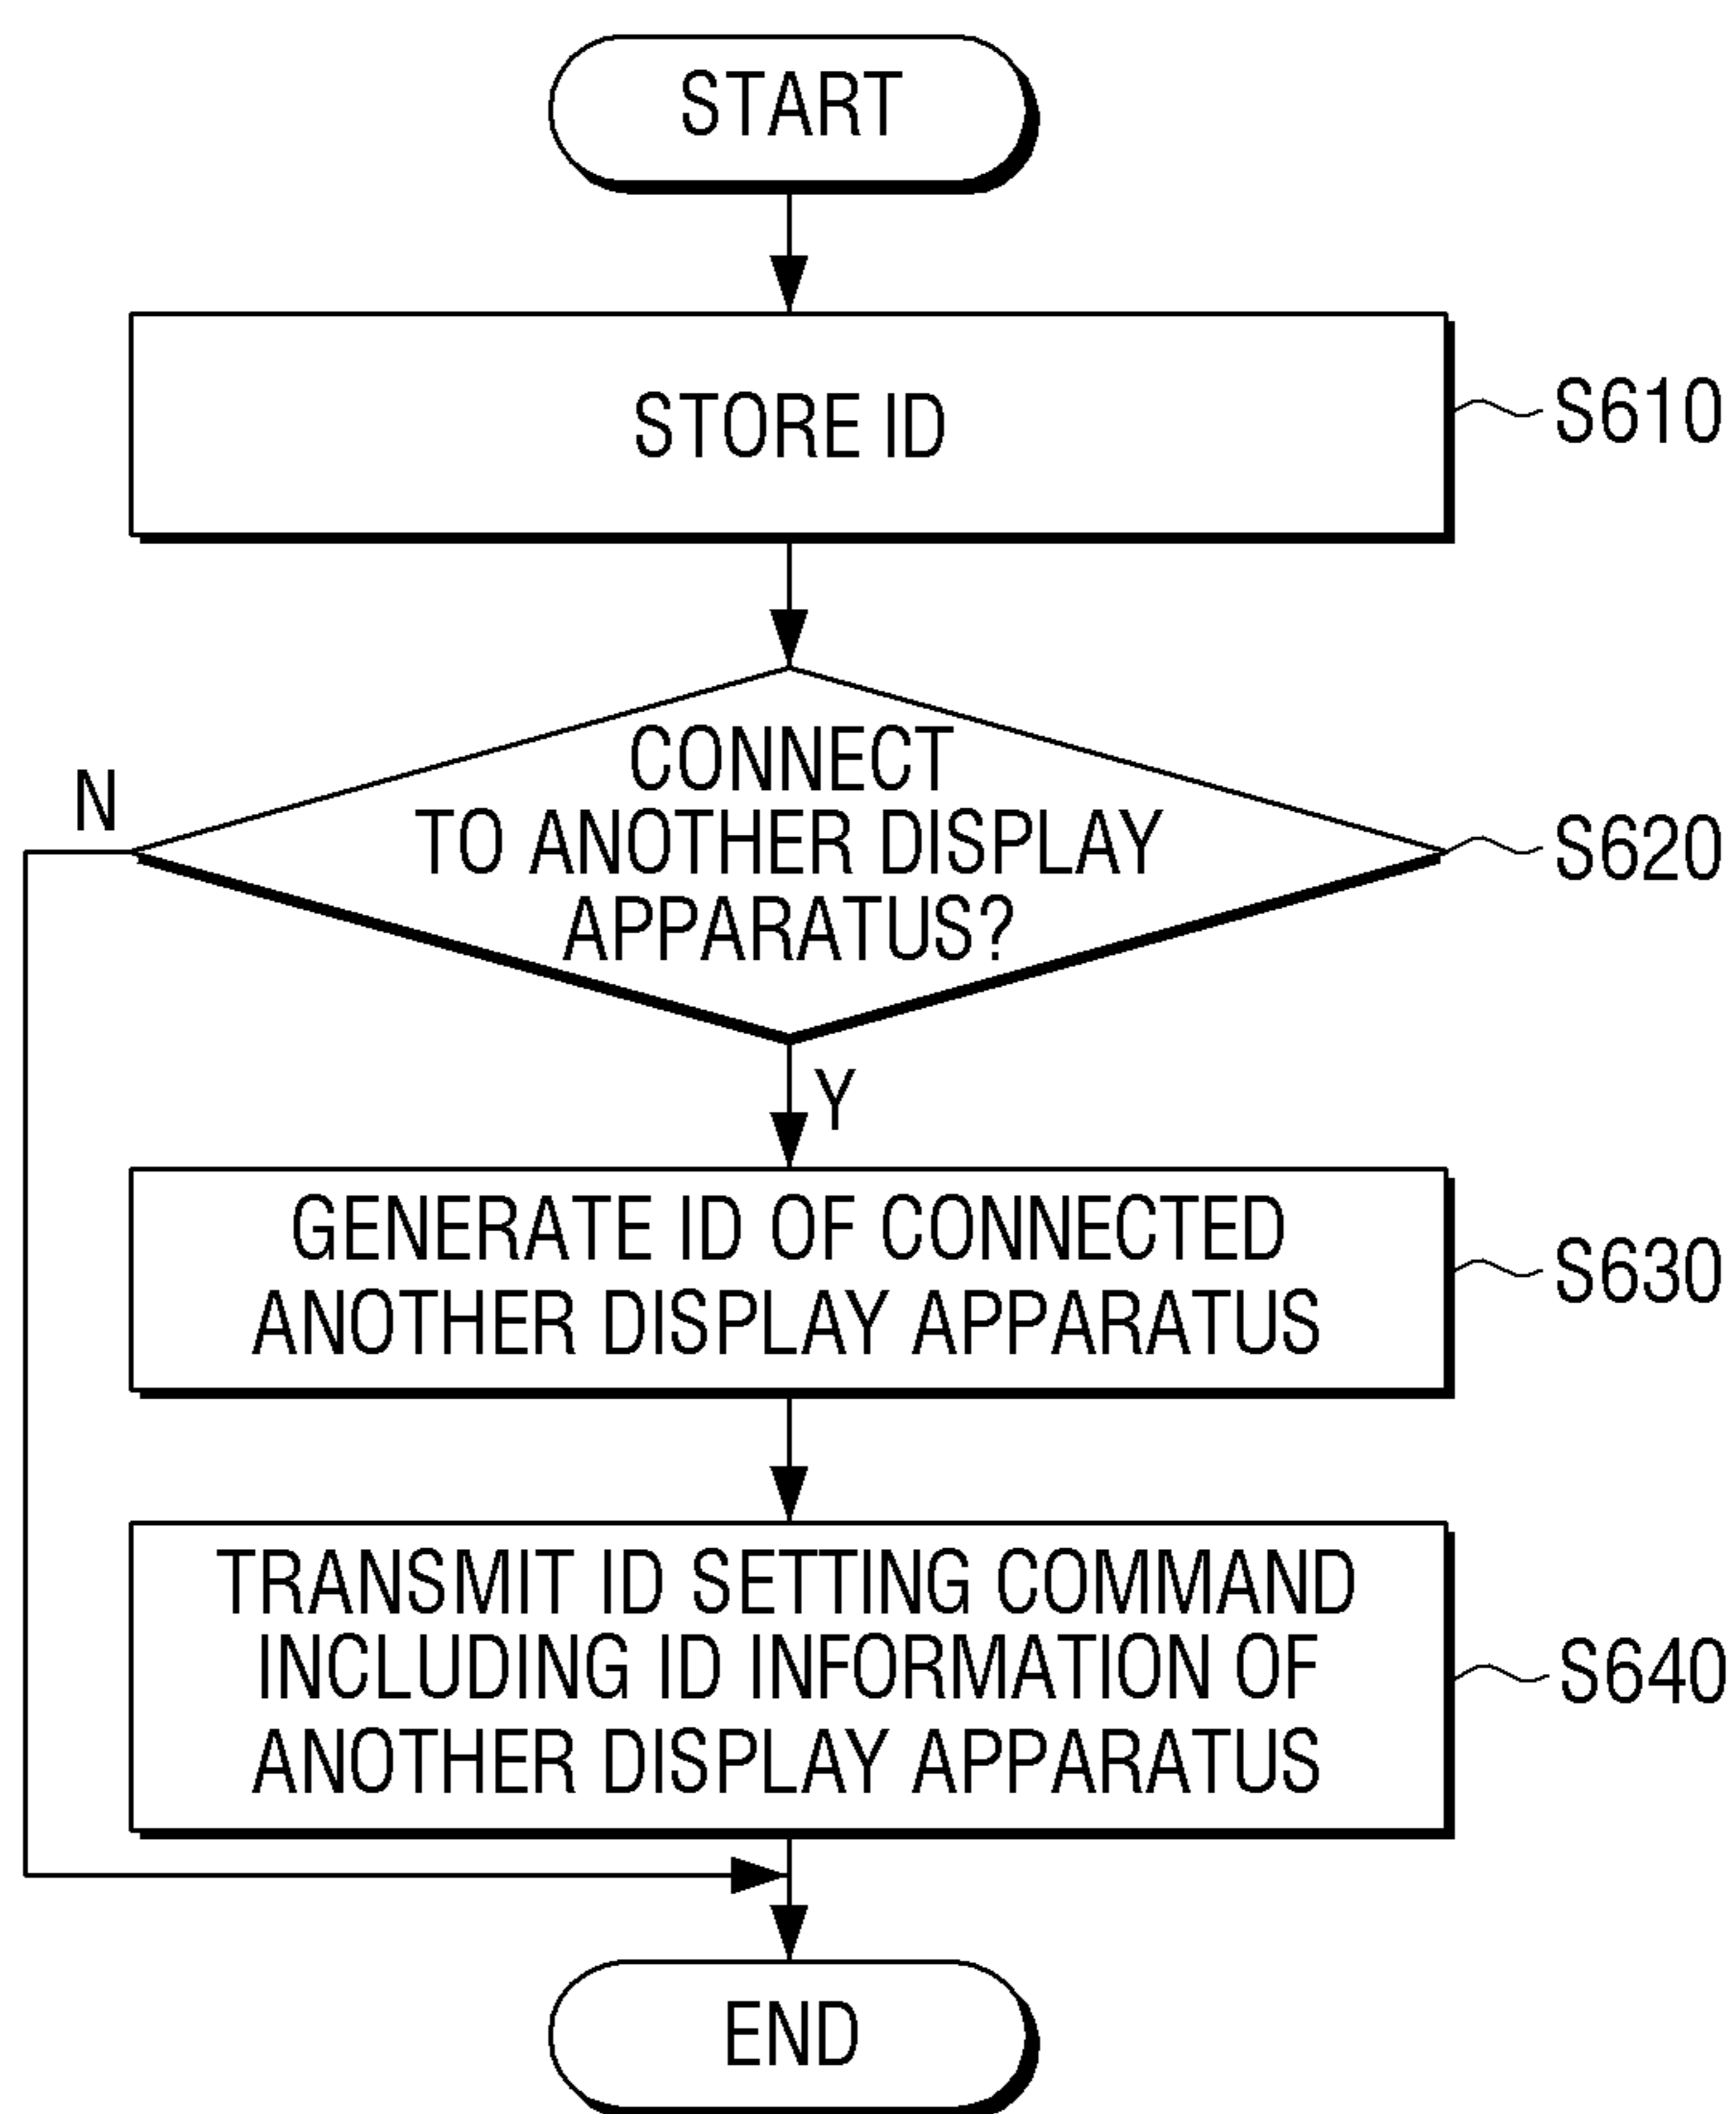 START
STORE ID
S610
CONNECT
TO ANOTHER DISPLAY
APPARATUS?
S620
N
Y
GENERATE ID OF CONNECTED
ANOTHER DISPLAY APPARATUS
S630
TRANSMIT ID SETTING COMMAND
INCLUDING ID INFORMATION OF
ANOTHER DISPLAY APPARATUS
S640
END